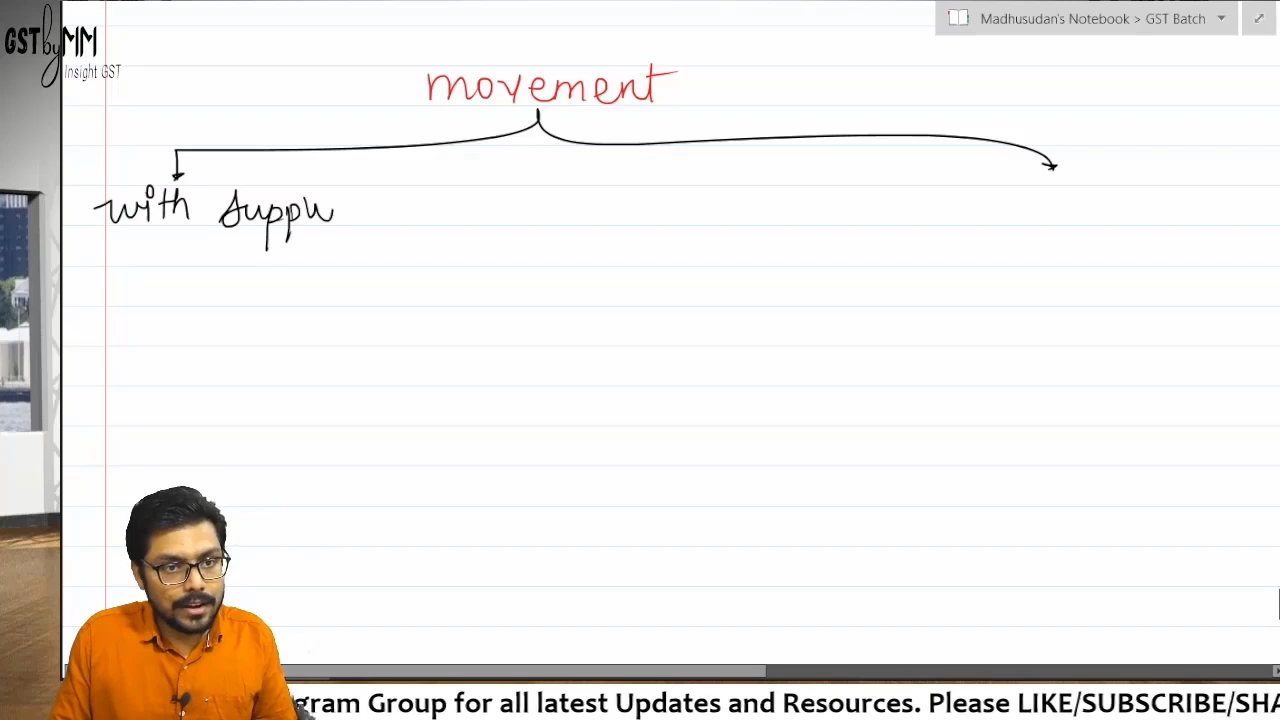 GST by MM
Insight GST
Madhusudan's Notebook > GST Batch
movement
with
gram Group for all latest Updates and Resources. Please LIKE/SUBSCRIBE/SHA